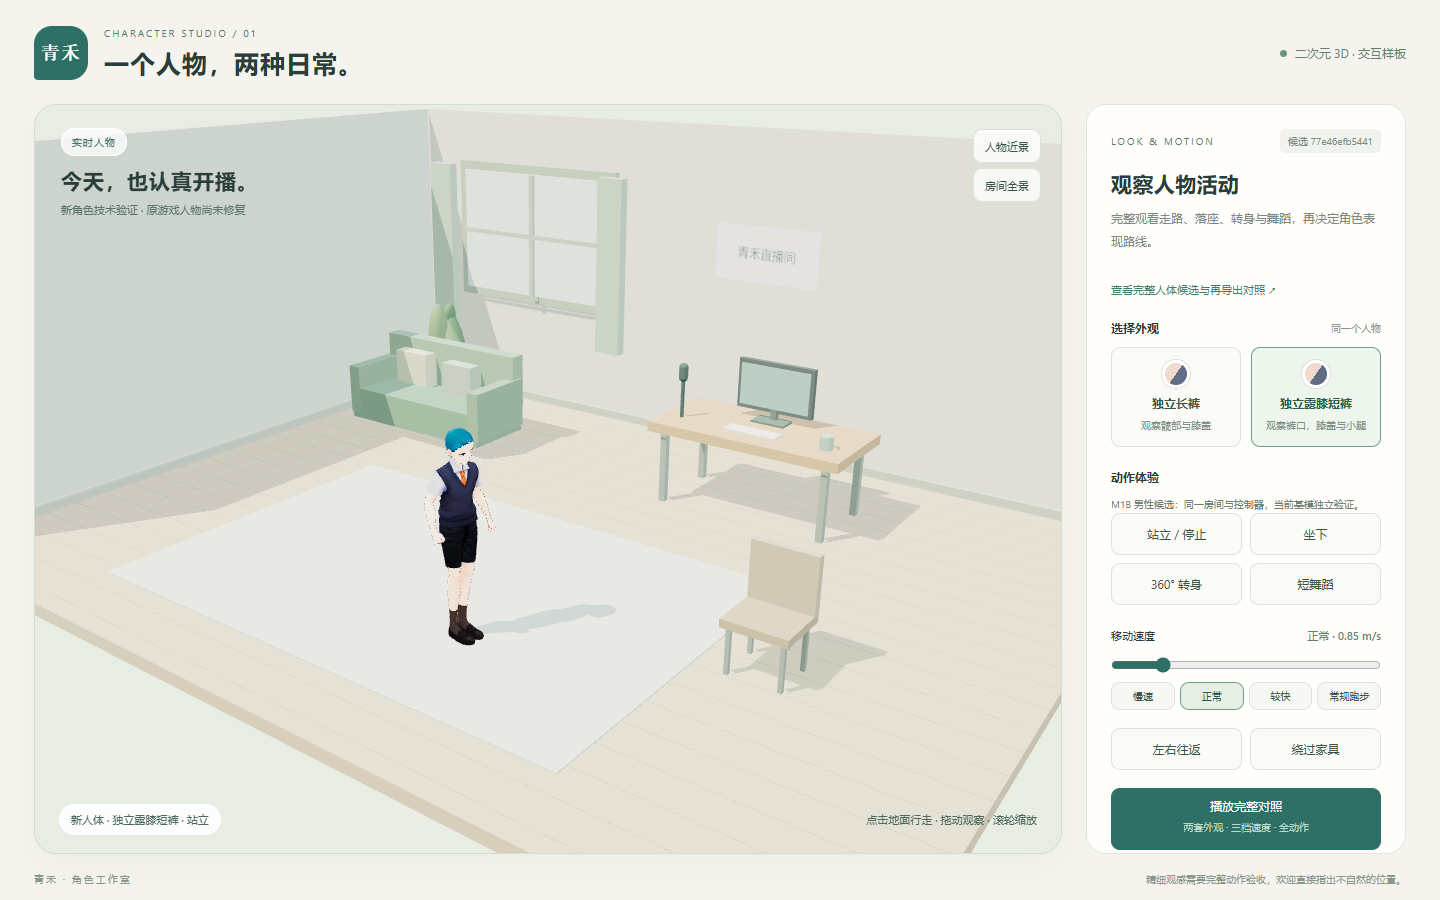 青禾
CHARACTER STUDIO / 01
一个人物，两种日常。
二次元 3D · 交互样板
实时人物
今天，也认真开播。
新角色技术验证 · 原游戏人物尚未修复
人物近景
房间全景
青禾直播间
新人体 · 独立露膝短裤 · 站立
点击地面行走 · 拖动观察 · 滚轮缩放
LOOK & MOTION
候选 77e46efb5441
观察人物活动
完整观看走路、落座、转身与舞蹈，再决定角色表
现路线。
查看完整人体候选与再导出对照 ↗
选择外观
同一个人物
独立长裤
观察髋部与膝盖
独立露膝短裤
观察裤口、膝盖与小腿
动作体验
M1B 男性候选：同一房间与控制器，当前基模独立验证。
站立 / 停止
坐下
360° 转身
短舞蹈
移动速度
正常 · 0.85 m/s
慢速
正常
较快
常规跑步
左右往返
绕过家具
播放完整对照
两套外观 · 三档速度 · 全动作
青禾 · 角色工作室
精细观感需要完整动作验收，欢迎直接指出不自然的位置。